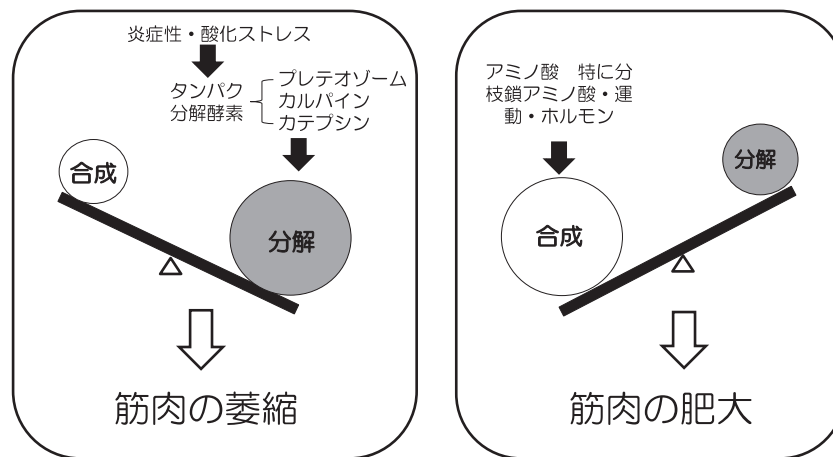 炎症性・酸化ストレス
タンパク
分解酵素
プレテオゾーム
カルパイン
カテプシン
合成
分解
筋肉の萎縮
アミノ酸　特に分
枝鎖アミノ酸・運
動・ホルモン
合成
分解
筋肉の肥大